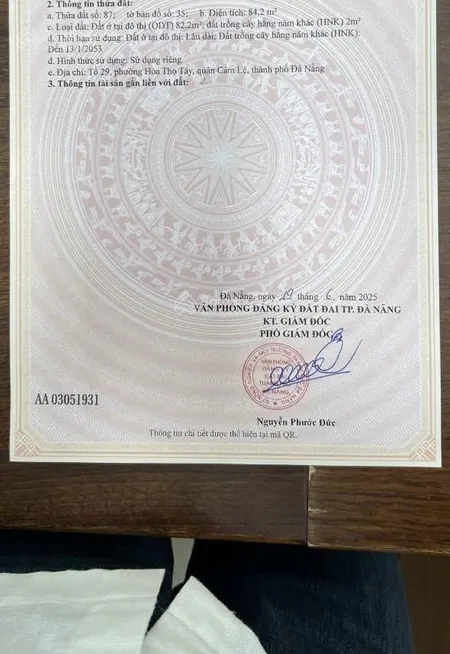 2. Thông tin thửa đất:
a. Thửa đất số: 87; tờ bản đồ số: 35; b. Diện tích: 84,2 m²;
c. Loại đất: Đất ở tại đô thị (ODT) 82,2m²; đất trồng cây hằng năm khác (HNK) 2m²
d. Thời hạn sử dụng: Đất ở tại đô thị: Lâu dài; Đất trồng cây hằng năm khác (HNK):
Đến 13/1/2053
d. Hình thức sử dụng: Sử dụng riêng
e. Địa chỉ: Tổ 29, phường Hòa Thọ Tây, quận Cẩm Lệ, thành phố Đà Nẵng
3. Thông tin tài sản gắn liền với đất:
Đà Nẵng, ngày 19 tháng 6 năm 2025
VĂN PHÒNG ĐĂNG KÝ ĐẤT ĐAI TP. ĐÀ NẴNG
KT. GIÁM ĐỐC
PHÓ GIÁM ĐỐC
AA 03051931
Nguyễn Phước Đức
Thông tin chi tiết được thể hiện tại mã QR.